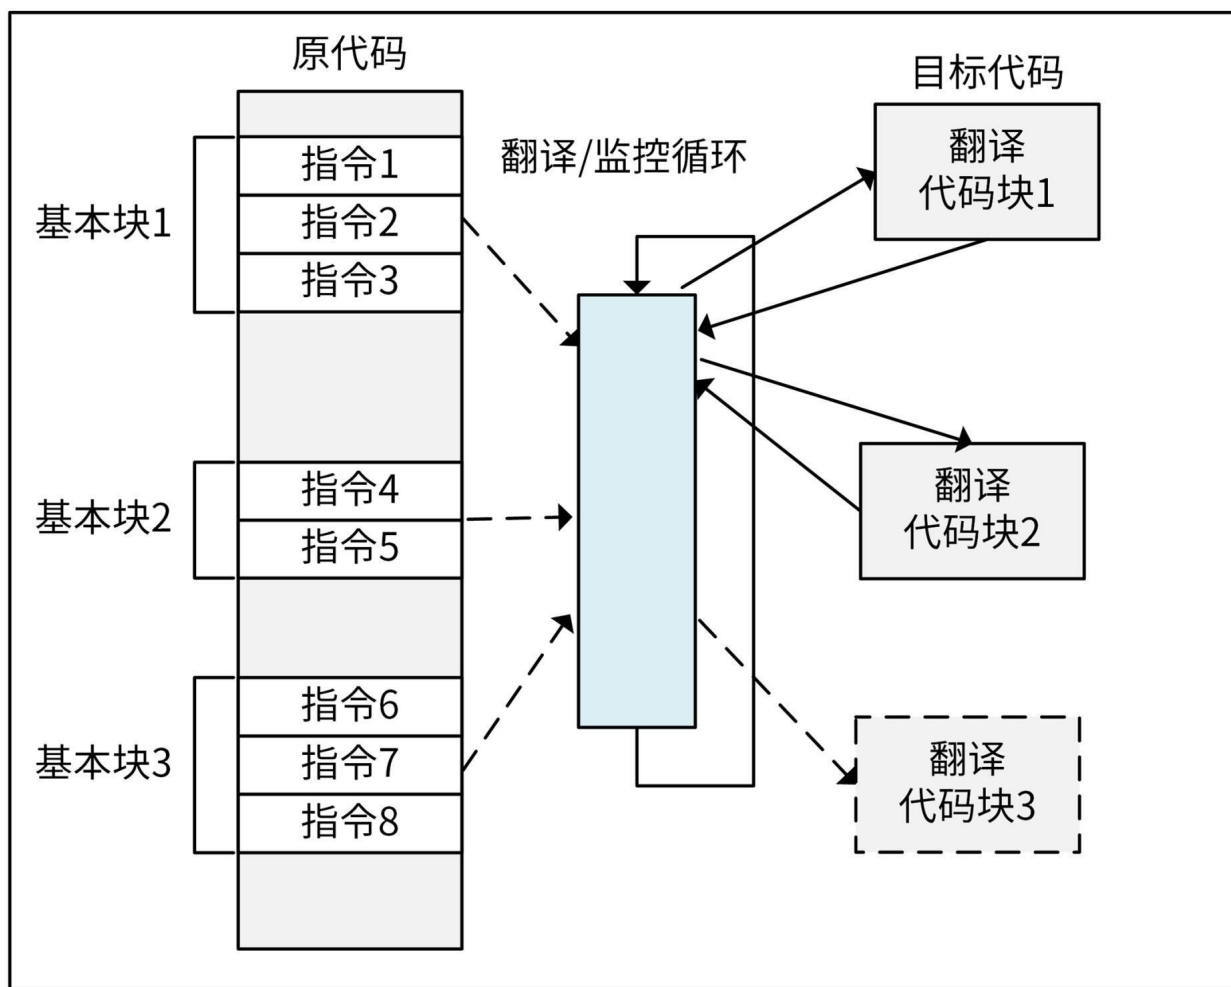 原代码
目标代码
翻译/监控循环
基本块1
指令1
指令2
指令3
基本块2
指令4
指令5
基本块3
指令6
指令7
指令8
翻译
代码块1
翻译
代码块2
翻译
代码块3